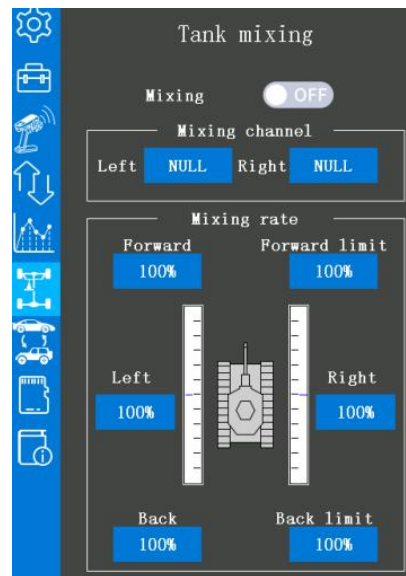 Tank mixing
Mixing OFF
Mixing channel
Left NULL Right NULL
Mixing rate
Forward Forward limit
100% 100%
Left Right
100% 100%
Back Back limit
100% 100%